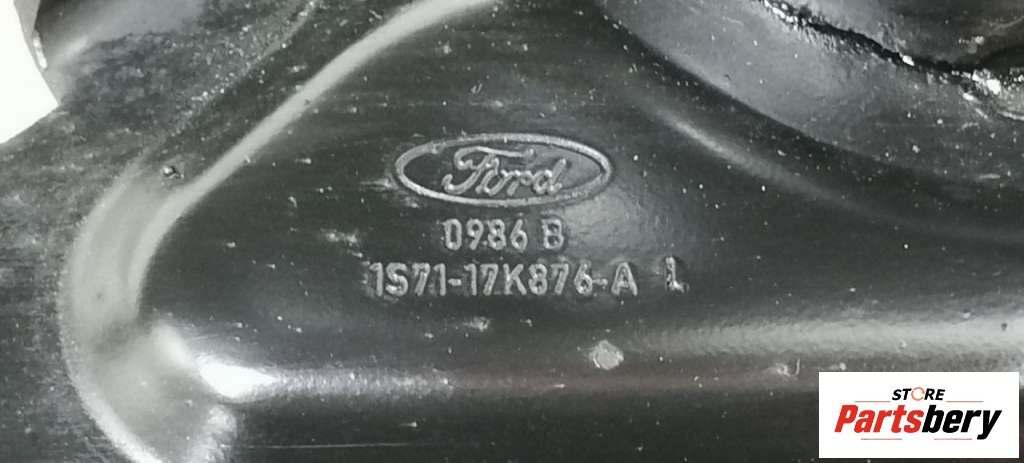 Ford
0986 B
1S71-17K876-A L
STORE
Partsbery